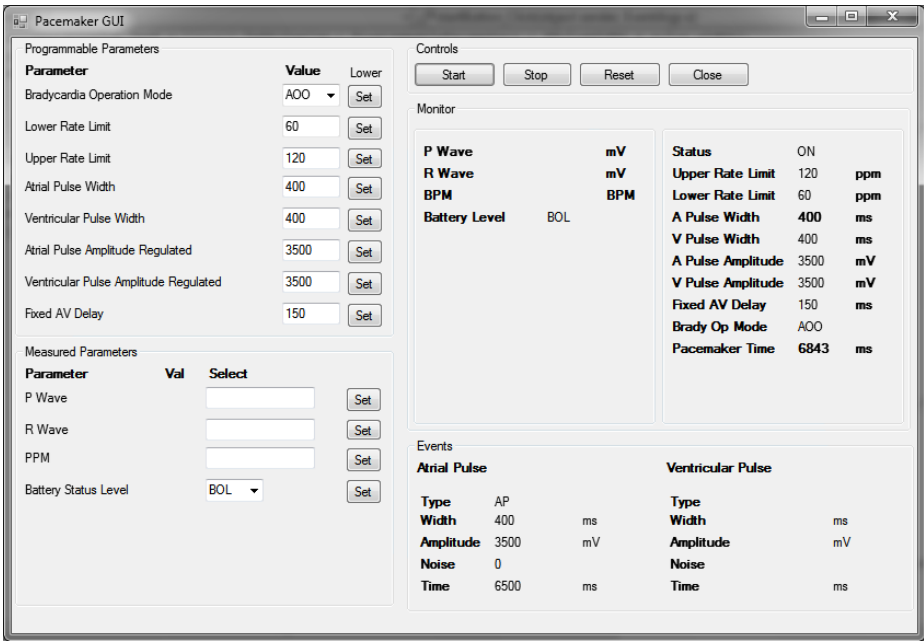 Pacemaker GUI
Programmable Parameters
Parameter Value Lower
Bradycardia Operation Mode AOO Set
Lower Rate Limit 60 Set
Upper Rate Limit 120 Set
Atrial Pulse Width 400 Set
Ventricular Pulse Width 400 Set
Atrial Pulse Amplitude Regulated 3500 Set
Ventricular Pulse Amplitude Regulated 3500 Set
Fixed AV Delay 150 Set
Measured Parameters
Parameter Val Select
P Wave Set
R Wave Set
PPM Set
Battery Status Level BOL Set
Controls
Start Stop Reset Close
Monitor
P Wave mV
R Wave mV
BPM BPM
Battery Level BOL
Status ON
Upper Rate Limit 120 ppm
Lower Rate Limit 60 ppm
A Pulse Width 400 ms
V Pulse Width 400 ms
A Pulse Amplitude 3500 mV
V Pulse Amplitude 3500 mV
Fixed AV Delay 150 ms
Brady Op Mode AOO
Pacemaker Time 6843 ms
Events
Atrial Pulse
Type AP
Width 400 ms
Amplitude 3500 mV
Noise 0
Time 6500 ms
Ventricular Pulse
Type
Width ms
Amplitude mV
Noise
Time ms